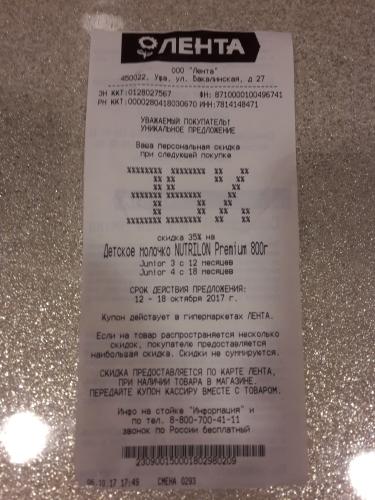 ЛЕНТА
ООО "Лента"
450022, Уфа, ул. Бакалинская, д 27
ЗН ККТ:0128027567 ФН: 8710000100496741
РН ККТ:0000280418030670 ИНН:7814148471
УВАЖАЕМЫЙ ПОКУПАТЕЛЬ!
УНИКАЛЬНОЕ ПРЕДЛОЖЕНИЕ
Ваша персональная скидка
при следующей покупке
35%
скидка 35% на
Детское молочко NUTRILON Premium 800г
Junior 3 с 12 месяцев
Junior 4 с 18 месяцев
СРОК ДЕЙСТВИЯ ПРЕДЛОЖЕНИЯ:
12 - 18 октября 2017 г.
Купон действует в гипермаркетах ЛЕНТА.
Если на товар распространяется несколько
скидок, покупателю предоставляется
наибольшая скидка. Скидки не суммируются.
СКИДКА ПРЕДОСТАВЛЯЕТСЯ ПО КАРТЕ ЛЕНТА,
ПРИ НАЛИЧИИ ТОВАРА В МАГАЗИНЕ.
ПЕРЕДАЙТЕ КУПОН КАССИРУ ВМЕСТЕ С ТОВАРОМ.
Инфо на стойке "Информация" и
по тел. 8-800-700-41-11
звонок по России бесплатный
230900150001802980209
06.10.17 17:45 СМЕНА 0293